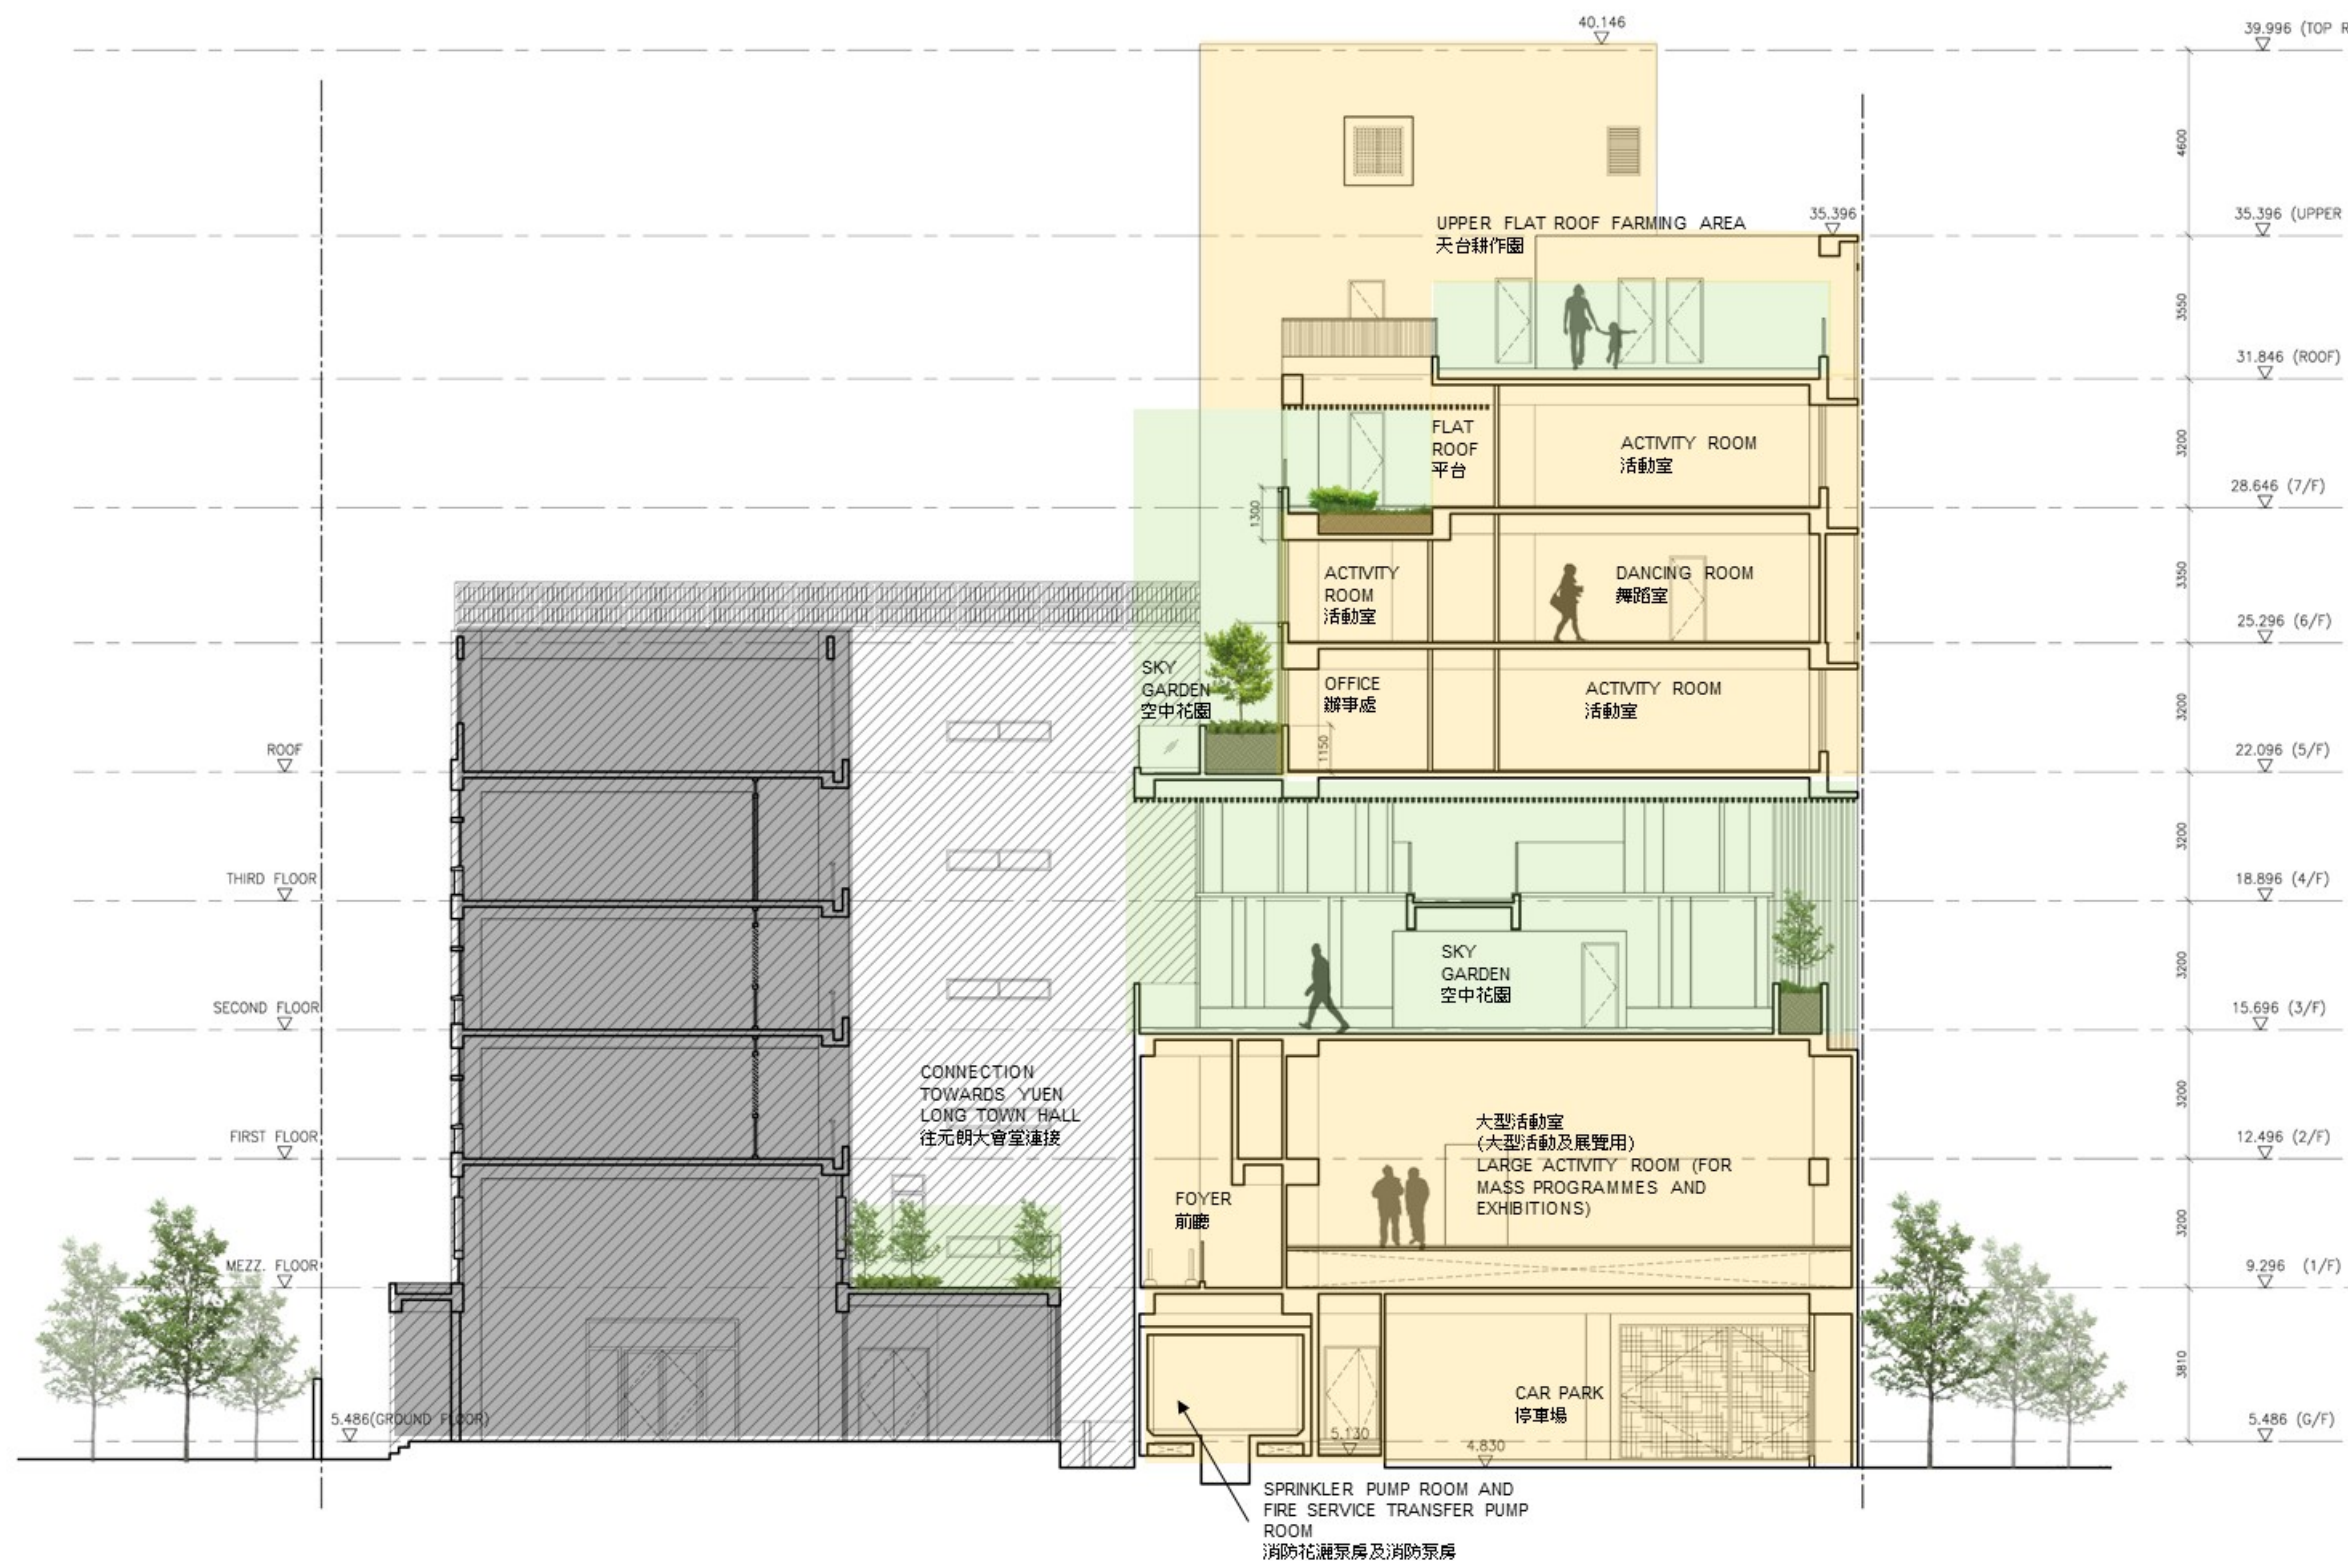 40.146
39.996 (TOP R
4600
35.396
35.396 (UPPER
UPPER FLAT ROOF FARMING AREA
天台耕作園
3550
31.846 (ROOF)
FLAT
ROOF
平台
ACTIVITY ROOM
活動室
3200
28.646 (7/F)
1300
ACTIVITY
ROOM
活動室
DANCING ROOM
舞蹈室
3350
25.296 (6/F)
SKY
GARDEN
空中花園
OFFICE
辦事處
ACTIVITY ROOM
活動室
1150
3200
ROOF
22.096 (5/F)
3200
THIRD FLOOR
18.896 (4/F)
SKY
GARDEN
空中花園
3200
SECOND FLOOR
15.696 (3/F)
CONNECTION
TOWARDS YUEN
LONG TOWN HALL
往元朗大會堂連接
3200
FIRST FLOOR
12.496 (2/F)
大型活動室
(大型活動及展覽用)
LARGE ACTIVITY ROOM (FOR
MASS PROGRAMMES AND
EXHIBITIONS)
FOYER
前廳
3200
MEZZ. FLOOR
9.296 (1/F)
3810
CAR PARK
停車場
5.486(GROUND FLOOR)
5.130
4.830
5.486 (G/F)
SPRINKLER PUMP ROOM AND
FIRE SERVICE TRANSFER PUMP
ROOM
消防花灑泵房及消防泵房